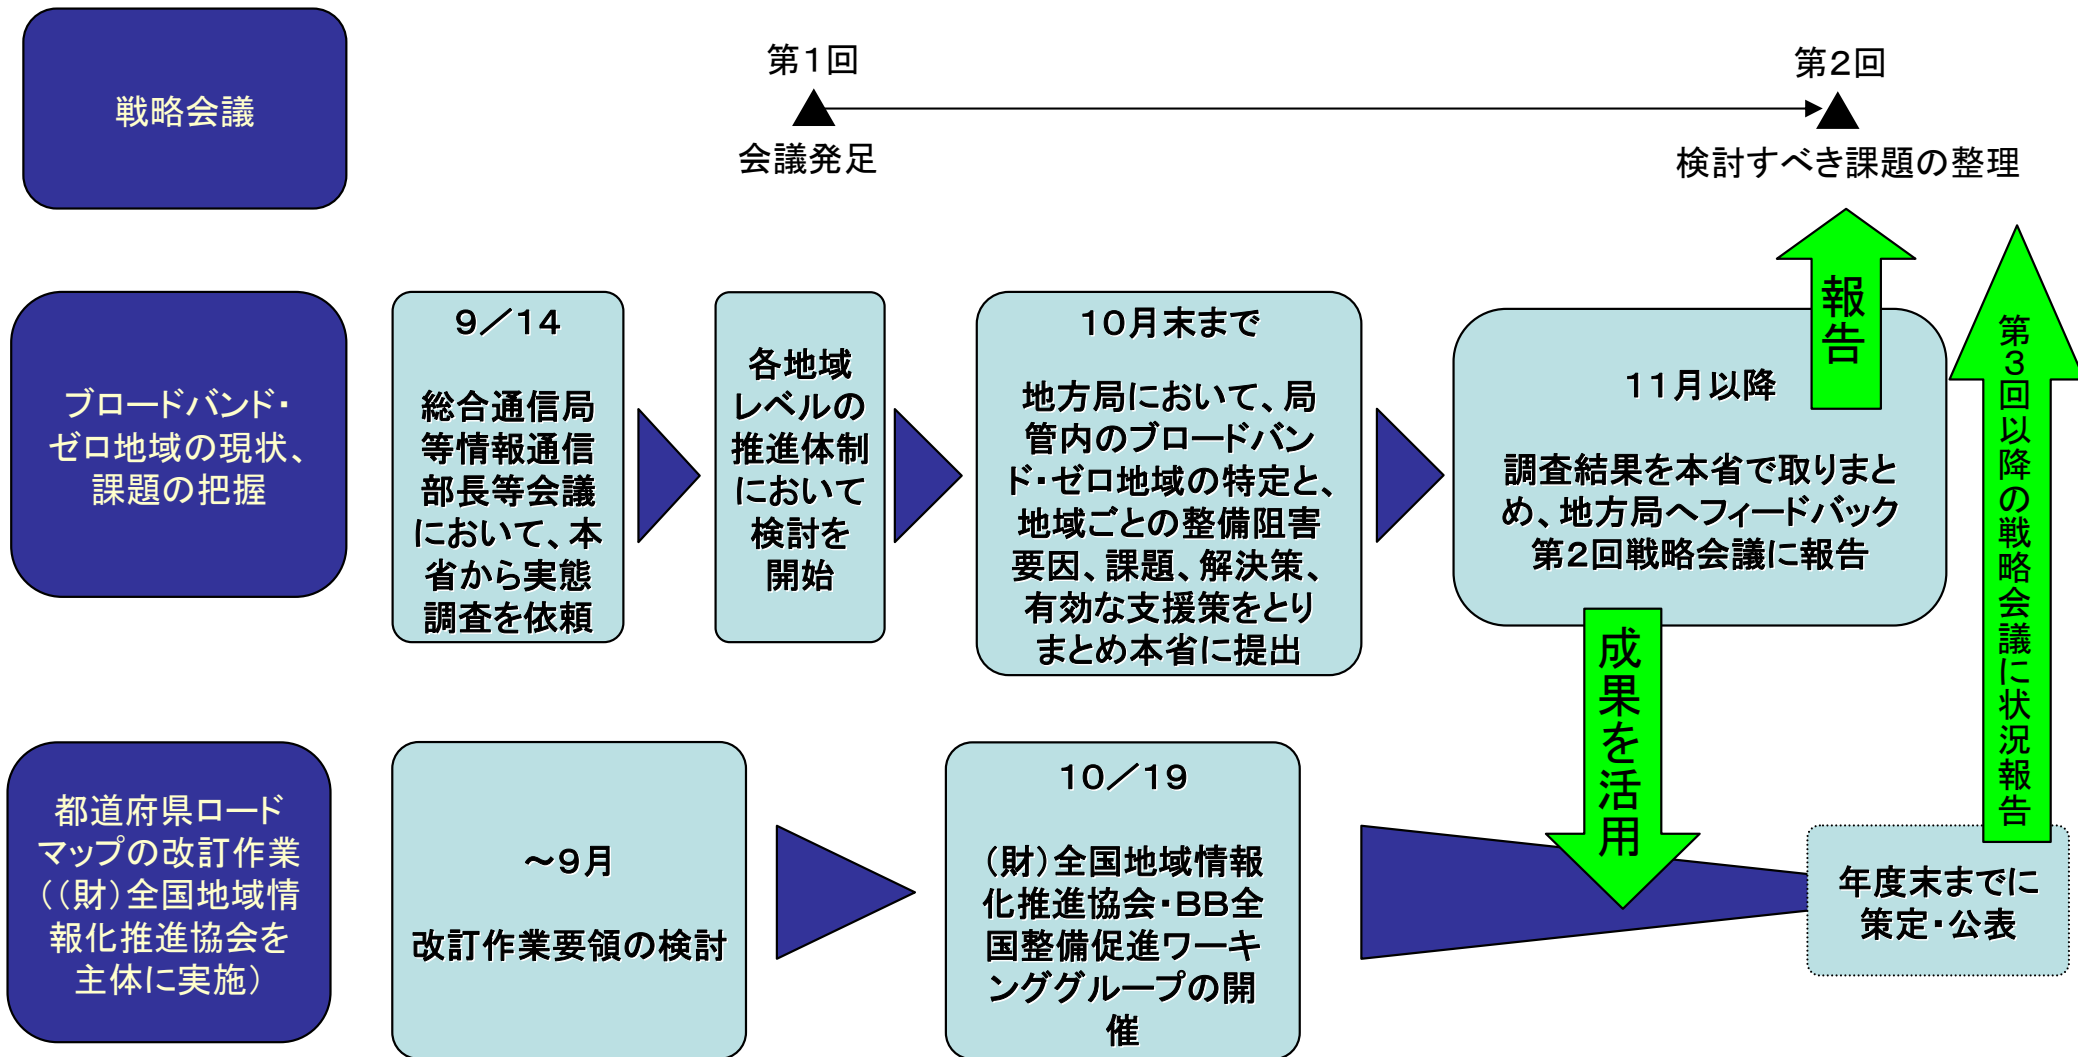 戦略会議
第１回
会議発足
第２回
検討すべき課題の整理
ブロードバンド・
ゼロ地域の現状、
課題の把握
９／１４
総合通信局
等情報通信
部長等会議
において、本
省から実態
調査を依頼
各地域
レベルの
推進体制
において
検討を
開始
１０月末まで
地方局において、局
管内のブロードバン
ド・ゼロ地域の特定と、
地域ごとの整備阻害
要因、課題、解決策、
有効な支援策をとり
まとめ本省に提出
１１月以降
調査結果を本省で取りまと
め、地方局へフィードバック
第２回戦略会議に報告
報告
第３回以降の戦略会議に状況報告
成果を活用
都道府県ロード
マップの改訂作業
（（財）全国地域情
報化推進協会を
主体に実施）
～９月
改訂作業要領の検討
１０／１９
（財）全国地域情報
化推進協会・ＢＢ全
国整備促進ワーキ
ンググループの開
催
年度末までに
策定・公表